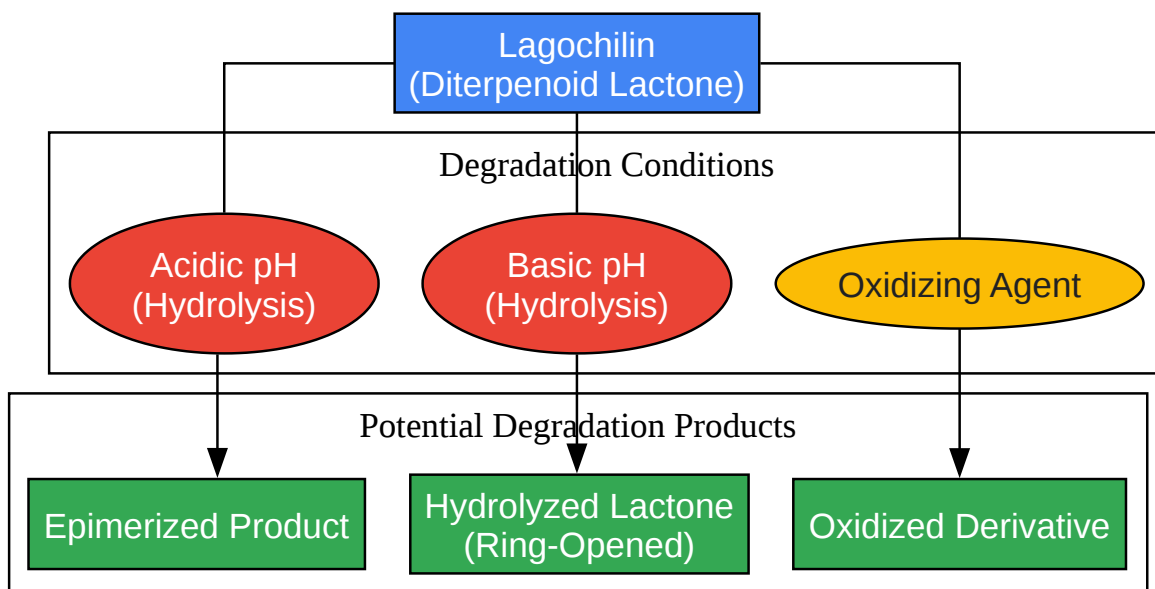 Lagochilin
(Diterpenoid Lactone)
Degradation Conditions
Acidic pH
(Hydrolysis)
Basic pH
(Hydrolysis)
Oxidizing Agent
Potential Degradation Products
Epimerized Product
Hydrolyzed Lactone
(Ring-Opened)
Oxidized Derivative